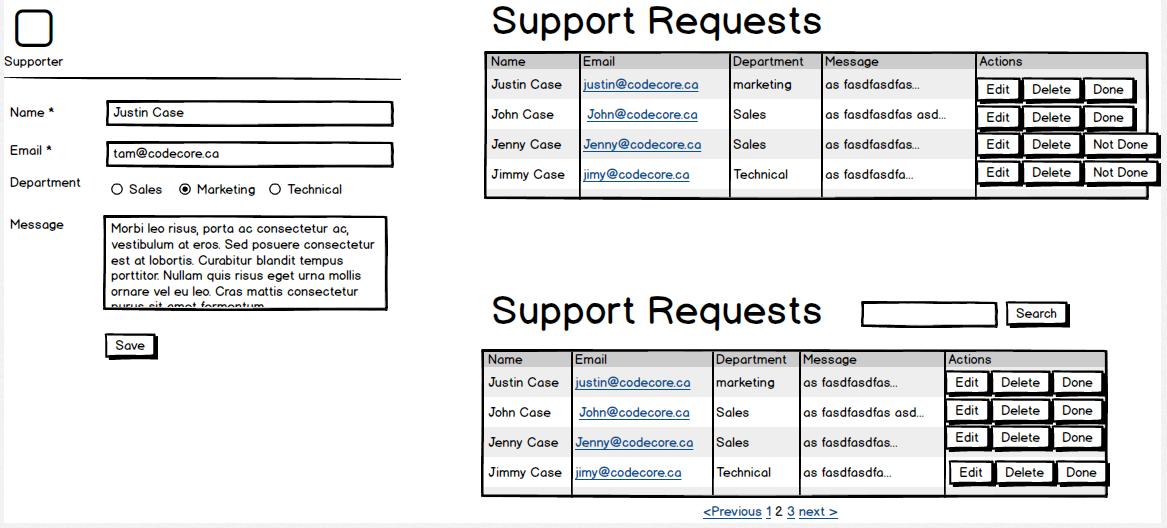 Supporter
Name * Justin Case
Email * tam@codecore.ca
Department Sales Marketing Technical
Message
Morbi leo risus, porta ac consectetur ac,
vestibulum at eros. Sed posuere consectetur
est at lobortis. Curabitur blandit tempus
porttitor. Nullam quis risus eget urna mollis
ornare vel eu leo. Cras mattis consectetur
purus sit amet fermentum
Save
Support Requests
Name Email Department Message Actions
Justin Case justin@codecore.ca marketing as fasdfasdfas... Edit Delete Done
John Case John@codecore.ca Sales as fasdfasdfas asd... Edit Delete Done
Jenny Case Jenny@codecore.ca Sales as fasdfasdfas... Edit Delete Not Done
Jimmy Case jimy@codecore.ca Technical as fasdfasdfa... Edit Delete Not Done
Support Requests Search
Name Email Department Message Actions
Justin Case justin@codecore.ca marketing as fasdfasdfas... Edit Delete Done
John Case John@codecore.ca Sales as fasdfasdfas asd... Edit Delete Done
Jenny Case Jenny@codecore.ca Sales as fasdfasdfas... Edit Delete Done
Jimmy Case jimy@codecore.ca Technical as fasdfasdfa... Edit Delete Done
<Previous 1 2 3 next >